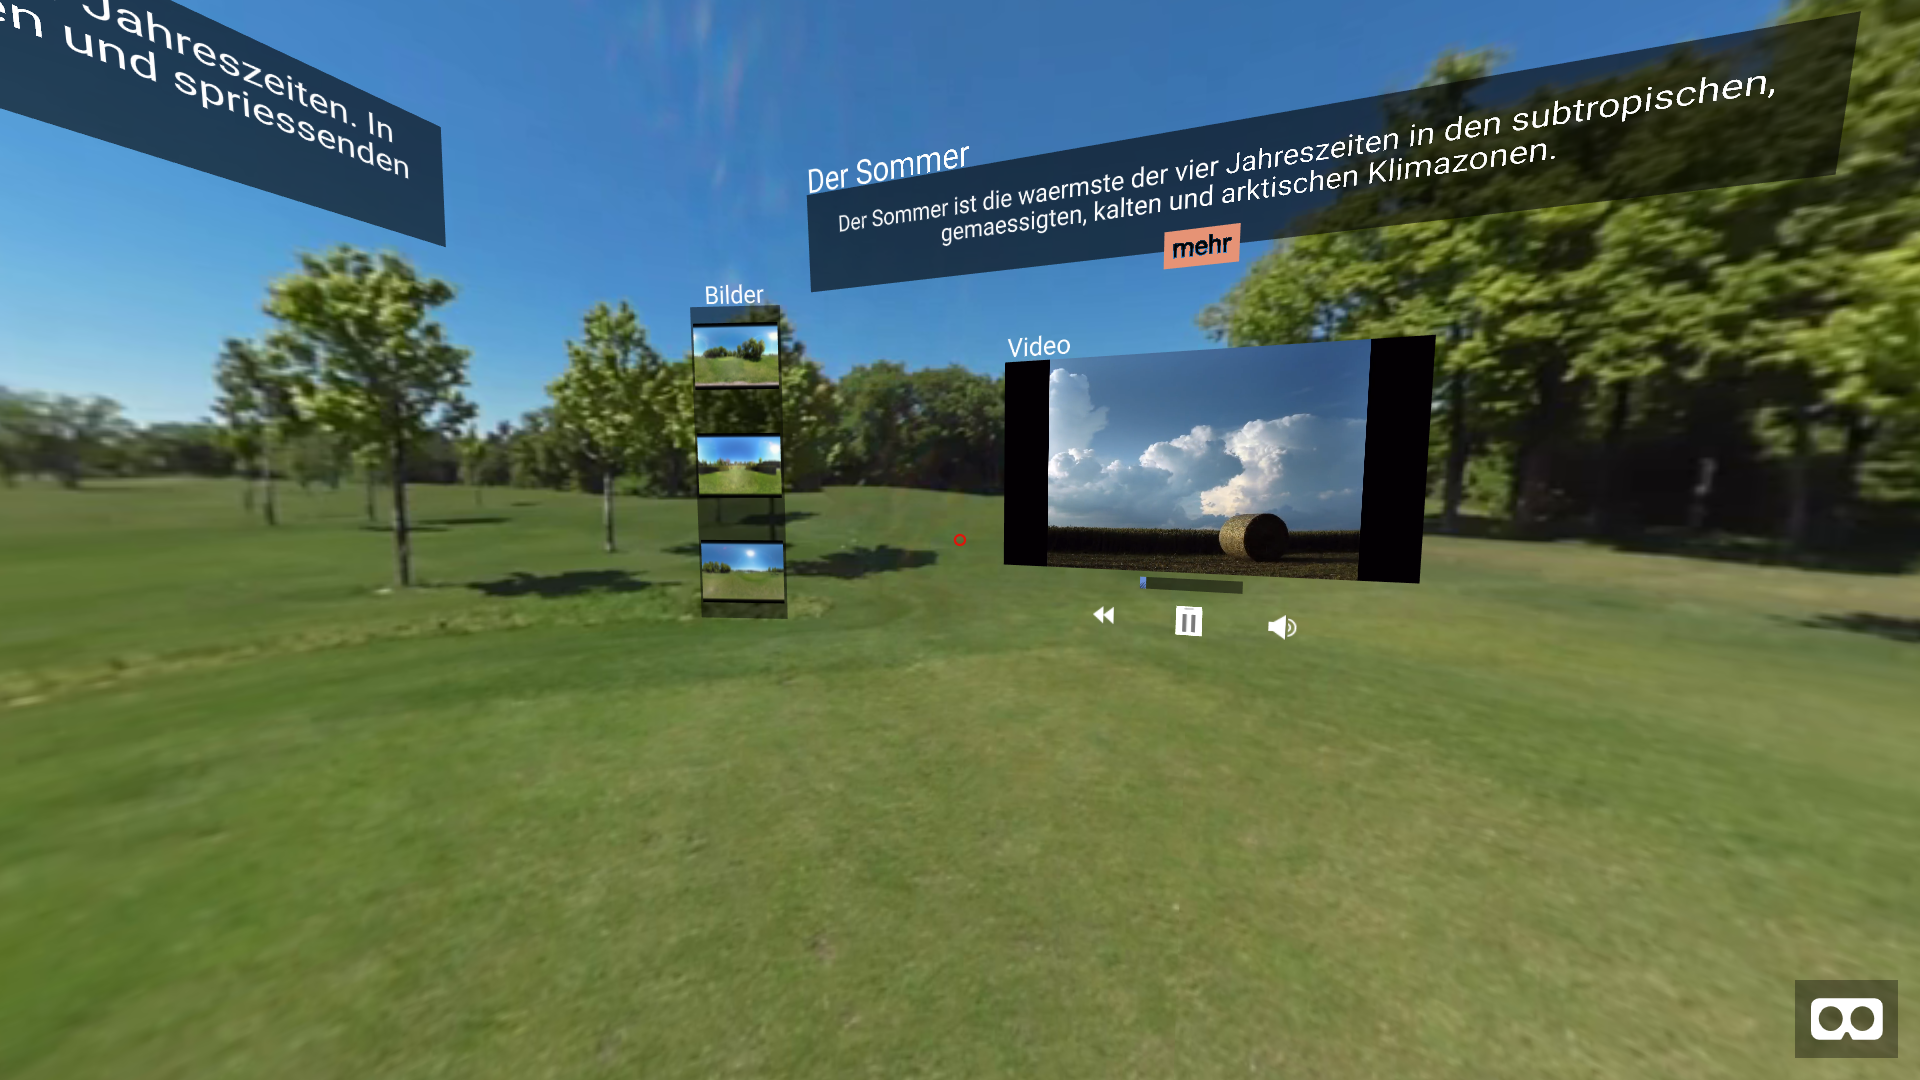 Jahreszeiten. In
und spriessenden
Der Sommer
Der Sommer ist die waermste der vier Jahreszeiten in den subtropischen,
gemaessigten, kalten und arktischen Klimazonen.
mehr
Bilder
Video